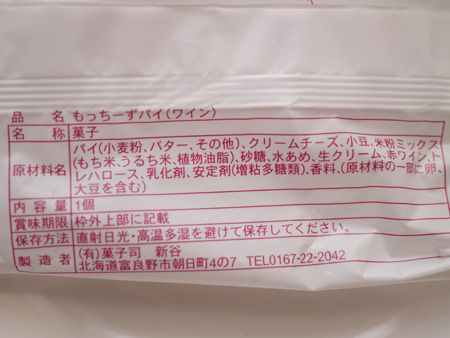 品 名 もっちーずパイ(ワイン)
名 称 菓子
原材料名 パイ(小麦粉、バター、その他)、クリームチーズ、小豆、米粉ミックス
(もち米、うるち米、植物油脂)、砂糖、水あめ、生クリーム、赤ワイン、ト
レハロース、乳化剤、安定剤(増粘多糖類)、香料、(原材料の一部に卵、
大豆を含む)
内 容 量 1個
賞味期限 枠外上部に記載
保存方法 直射日光・高温多湿を避けて保存してください。
製 造 者 (有)菓子司 新谷
北海道富良野市朝日町4の7 TEL0167-22-2042